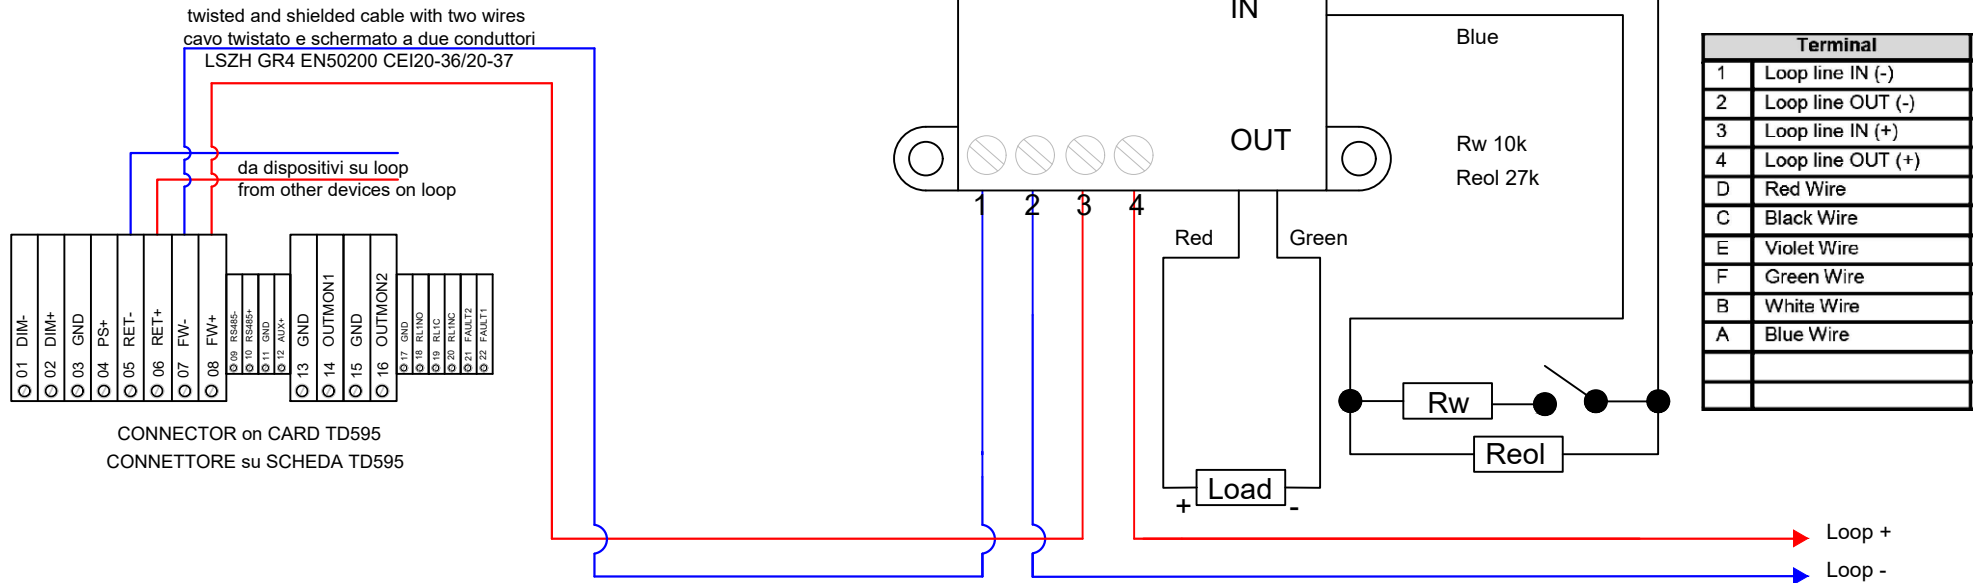 twisted and shielded cable with two wires
cavo twistato e schermato a due conduttori
LSZH GR4 EN50200 CEI20-36/20-37
da dispositivi su loop
from other devices on loop
01 DIM-
02 DIM+
03 GND
04 PS+
05 RET-
06 RET+
07 FW-
08 FW+
09 RS485-
10 RS485+
11 GND
12 AUX+
13 GND
14 OUTMON1
15 GND
16 OUTMON2
17 GND
18 RL1NO
19 RL1C
20 RL1NC
21 FAULT2
22 FAULT1
CONNECTOR on CARD TD595
CONNETTORE su SCHEDA TD595
IN
OUT
1 2 3 4
Red
Green
Blue
Rw 10k
Reol 27k
Rw
Reol
+ Load -
Loop +
Loop -
Terminal
1 Loop line IN (-)
2 Loop line OUT (-)
3 Loop line IN (+)
4 Loop line OUT (+)
D Red Wire
C Black Wire
E Violet Wire
F Green Wire
B White Wire
A Blue Wire